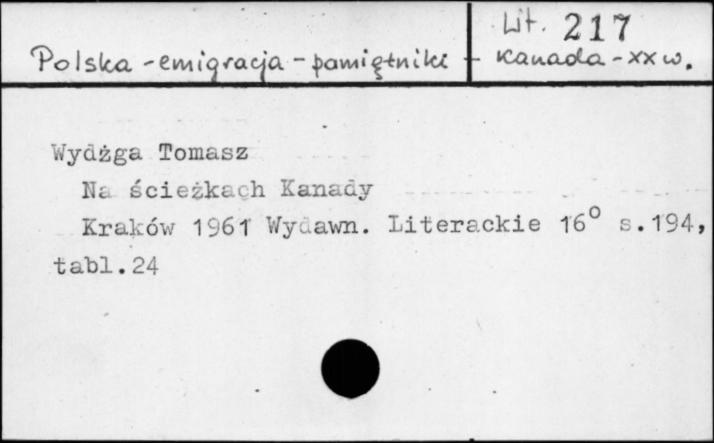 Lit. 217
Polska - emigracja - pamiętniki - Kanada - XX w.
Wydżga Tomasz
Na ścieżkach Kanady
Kraków 1961 Wydawn. Literackie 16° s.194,
tabl.24